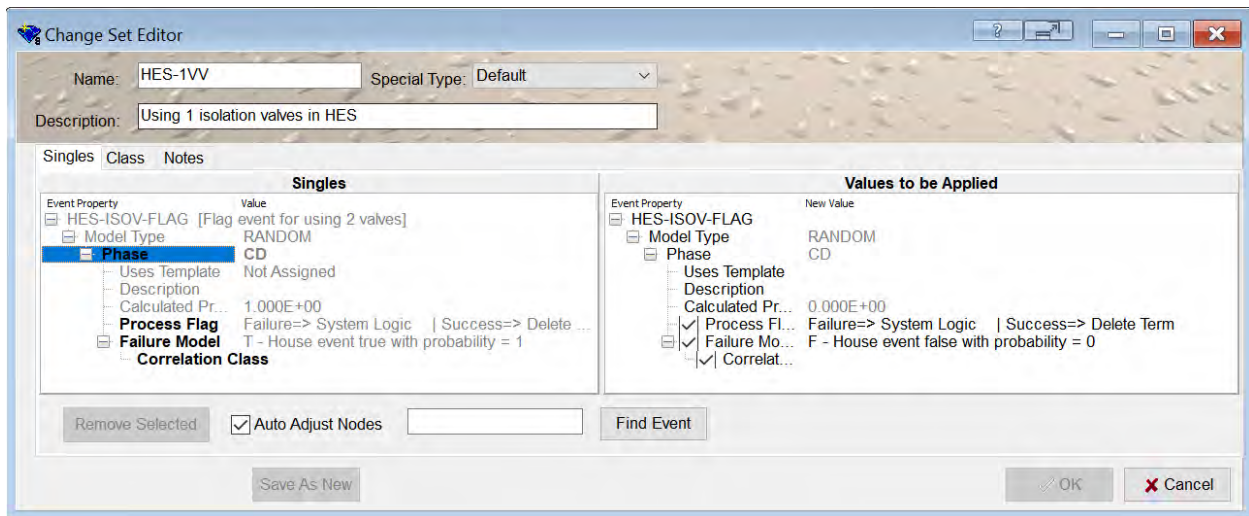 Change Set Editor
Name: HES-1VV Special Type: Default
Description: Using 1 isolation valves in HES
Singles Class Notes
Singles Values to be Applied
Event Property Value Event Property New Value
HES-ISOV-FLAG [Flag event for using 2 valves] HES-ISOV-FLAG
Model Type RANDOM Model Type RANDOM
Phase CD Phase CD
Uses Template Not Assigned Uses Template
Description Description
Calculated Pr... 1.000E+00 Calculated Pr... 0.000E+00
Process Flag Failure=> System Logic | Success=> Delete ... Process Fl... Failure=> System Logic | Success=> Delete Term
Failure Model T - House event true with probability = 1 Failure Mo... F - House event false with probability = 0
Correlation Class Correlat...
Remove Selected Auto Adjust Nodes Find Event
Save As New OK Cancel